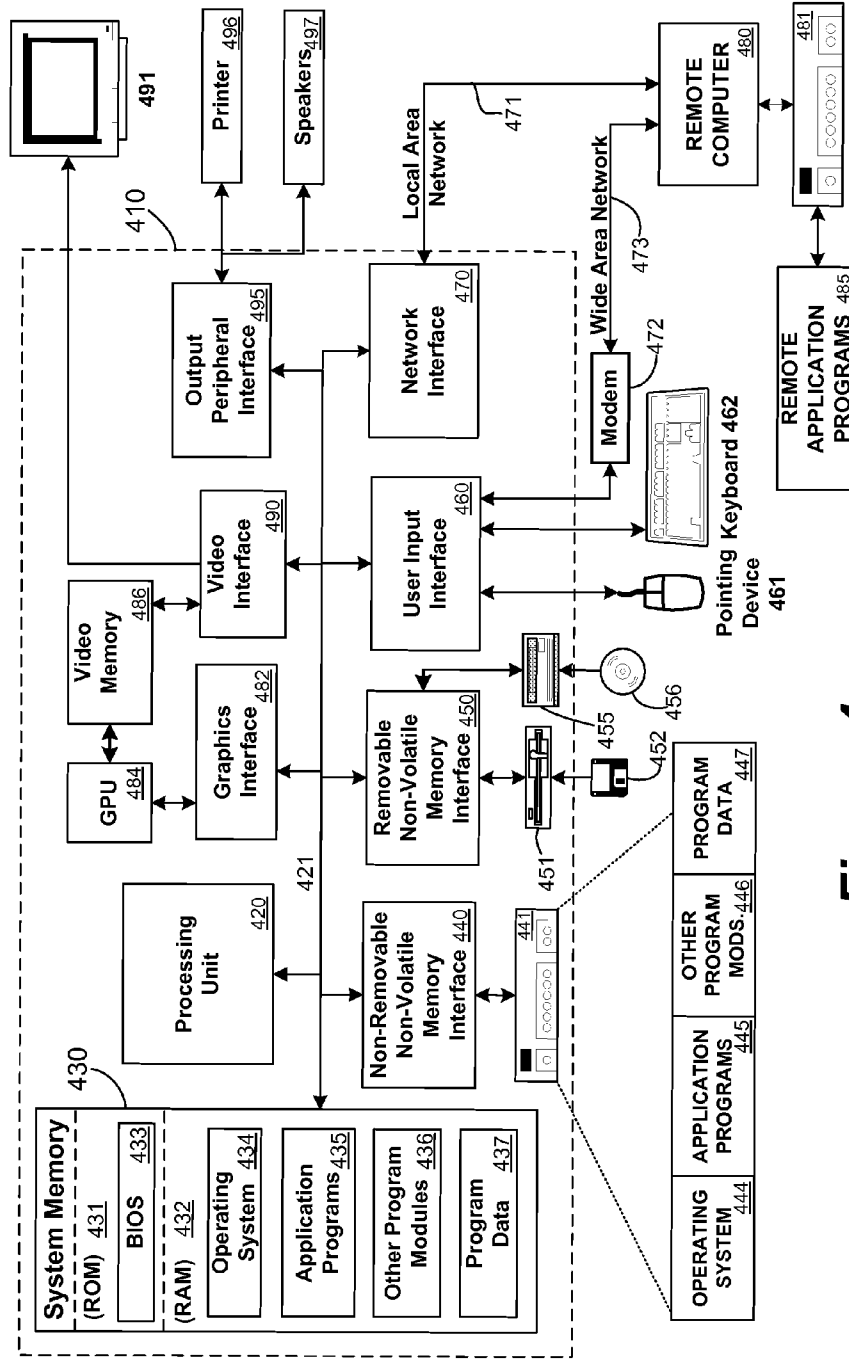 System Memory
(ROM) 431
BIOS 433
(RAM) 432
Operating
System 434
Application
Programs 435
Other Program
Modules 436
Program
Data 437
430
Processing
Unit
420
421
GPU
484
Video
Memory
486
Graphics
Interface
482
Video
Interface
490
Output
Peripheral
Interface
495
410
491
Printer
496
Speakers
497
Non-Removable
Non-Volatile
Memory
Interface 440
Removable
Non-Volatile
Memory
Interface 450
User Input
Interface
460
Network
Interface
470
Local Area
Network
471
Wide Area Network
473
Modem
472
441
451
452
455
456
Pointing
Device
461
Keyboard 462
REMOTE
COMPUTER
480
481
REMOTE
APPLICATION
PROGRAMS 485
OPERATING
SYSTEM 444
APPLICATION
PROGRAMS 445
OTHER
PROGRAM
MODS. 446
PROGRAM
DATA 447